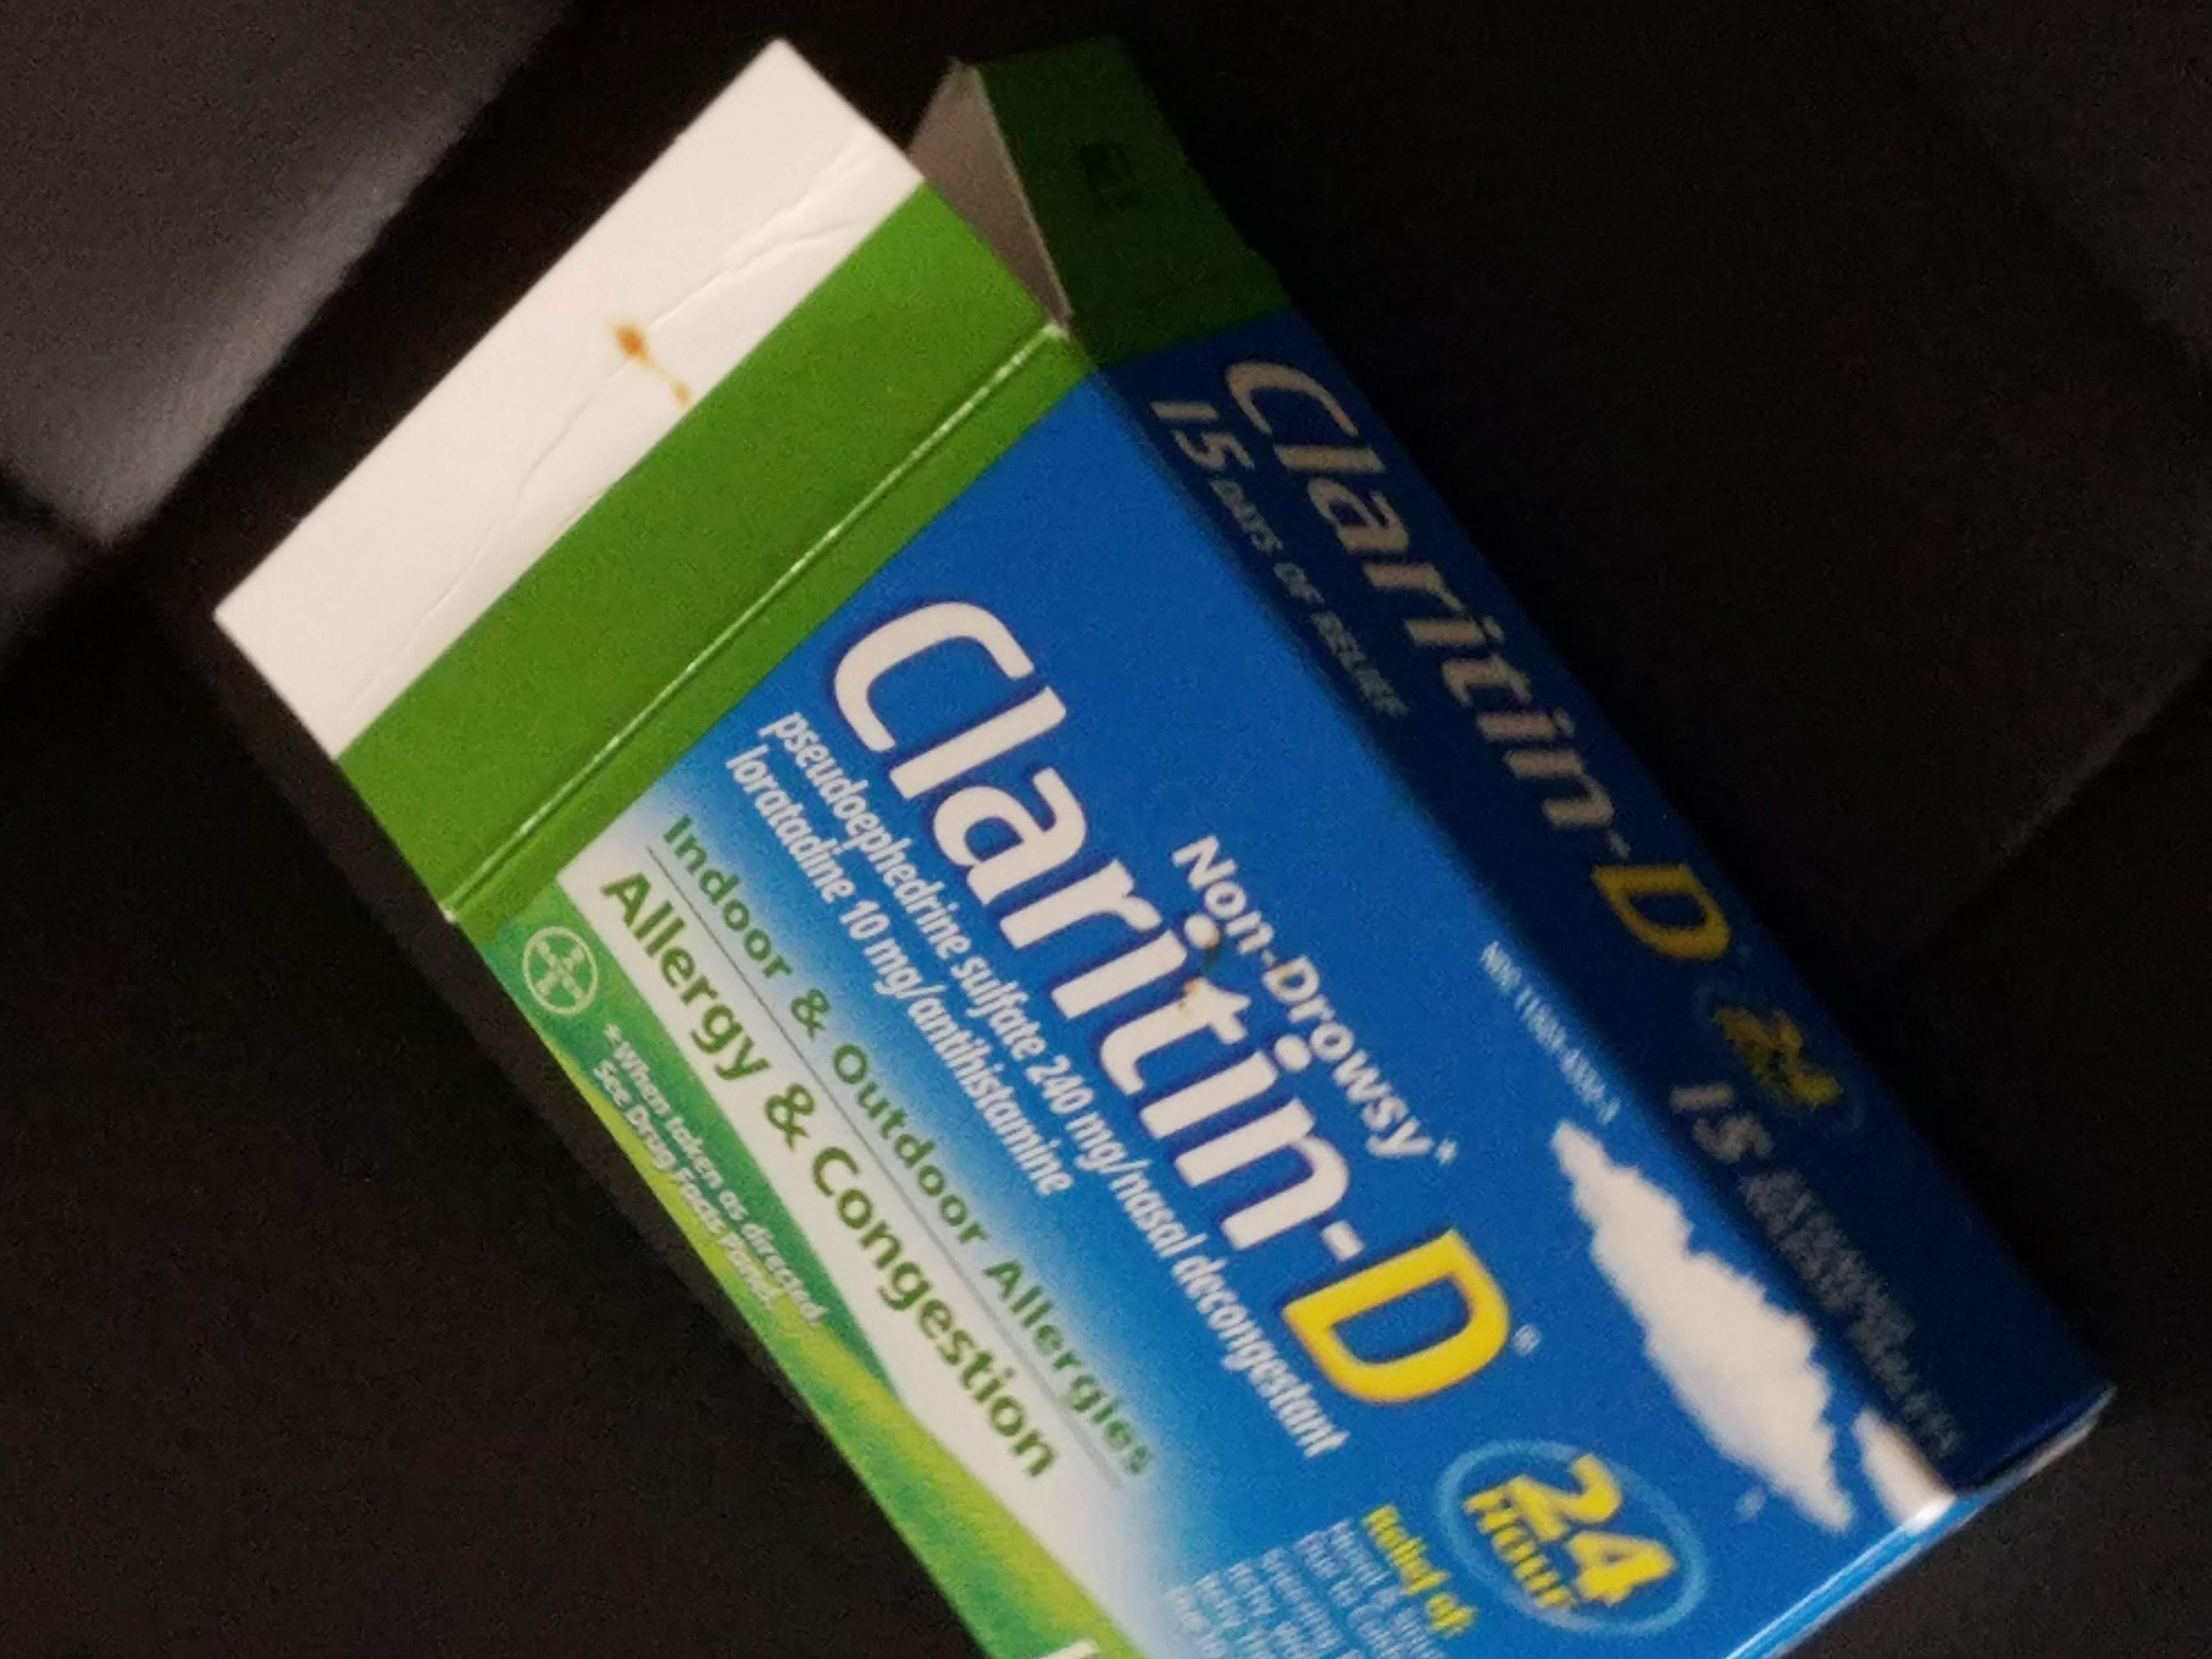 Non-Drowsy*
Claritin-D®
pseudoephedrine sulfate 240 mg/nasal decongestant
loratadine 10 mg/antihistamine
Indoor & Outdoor Allergies
Allergy & Congestion
*When taken as directed.
See Drug Facts Panel.
BAYER
24
HOUR
Relief of:
Claritin-D 24
15 DAYS OF RELIEF
15